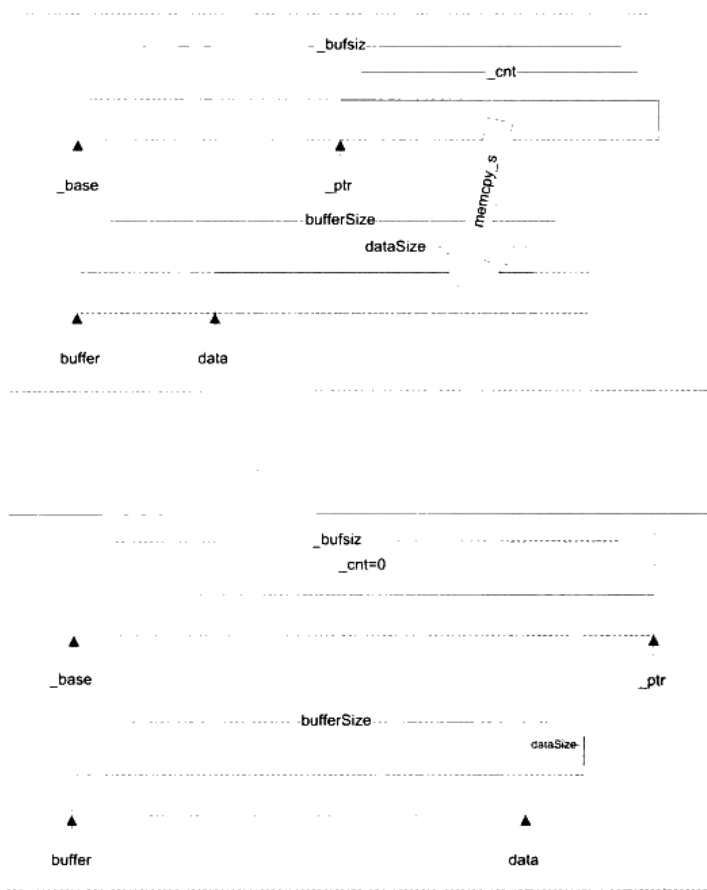 _bufsiz
_cnt
_base _ptr
memcpy_s
bufferSize
dataSize
buffer data
_bufsiz
_cnt=0
_base _ptr
bufferSize
dataSize
buffer data